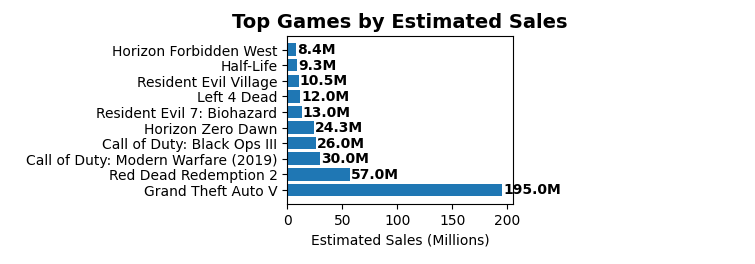 Top Games by Estimated Sales
Horizon Forbidden West 8.4M
Half-Life 9.3M
Resident Evil Village 10.5M
Left 4 Dead 12.0M
Resident Evil 7: Biohazard 13.0M
Horizon Zero Dawn 24.3M
Call of Duty: Black Ops III 26.0M
Call of Duty: Modern Warfare (2019) 30.0M
Red Dead Redemption 2 57.0M
Grand Theft Auto V 195.0M
0 50 100 150 200
Estimated Sales (Millions)